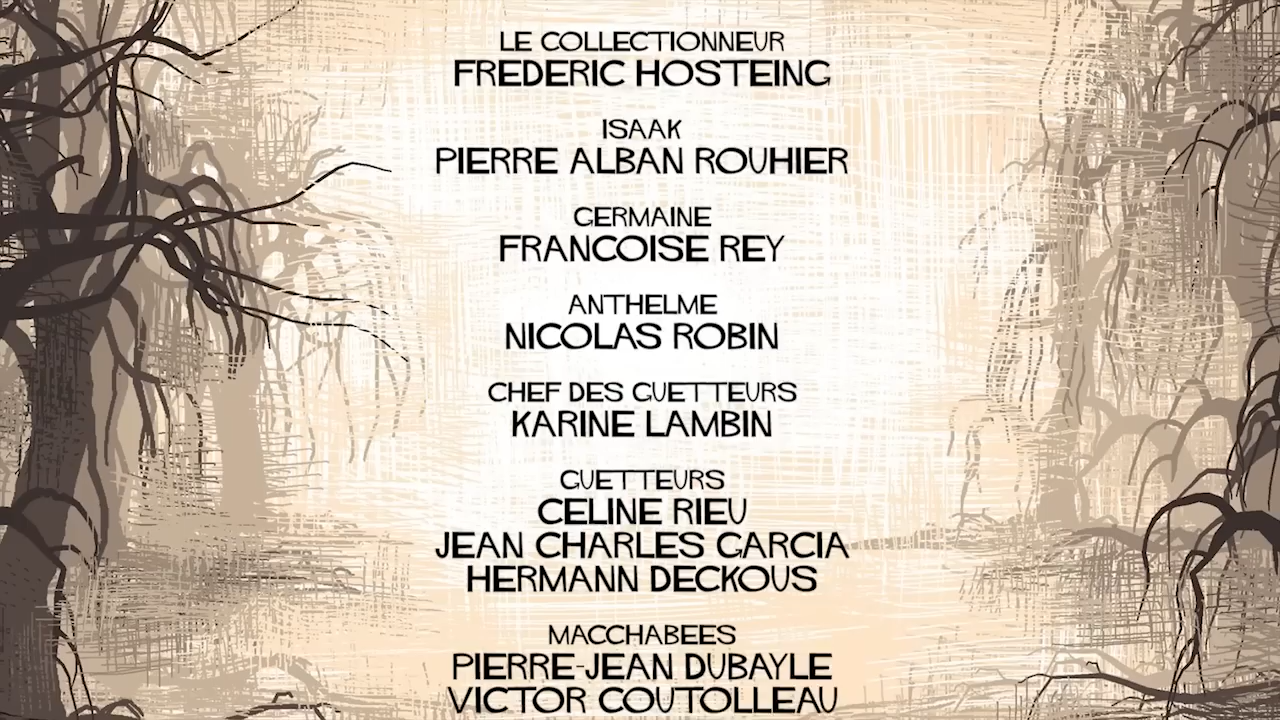 LE COLLECTIONNEUR
FREDERIC HOSTEING
ISAAK
PIERRE ALBAN ROUHIER
GERMAINE
FRANCOISE REY
ANTHELME
NICOLAS ROBIN
CHEF DES GUETTEURS
KARINE LAMBIN
GUETTEURS
CELINE RIEU
JEAN CHARLES GARCIA
HERMANN DECKOUS
MACCHABEES
PIERRE-JEAN DUBAYLE
VICTOR COUTOLLEAU